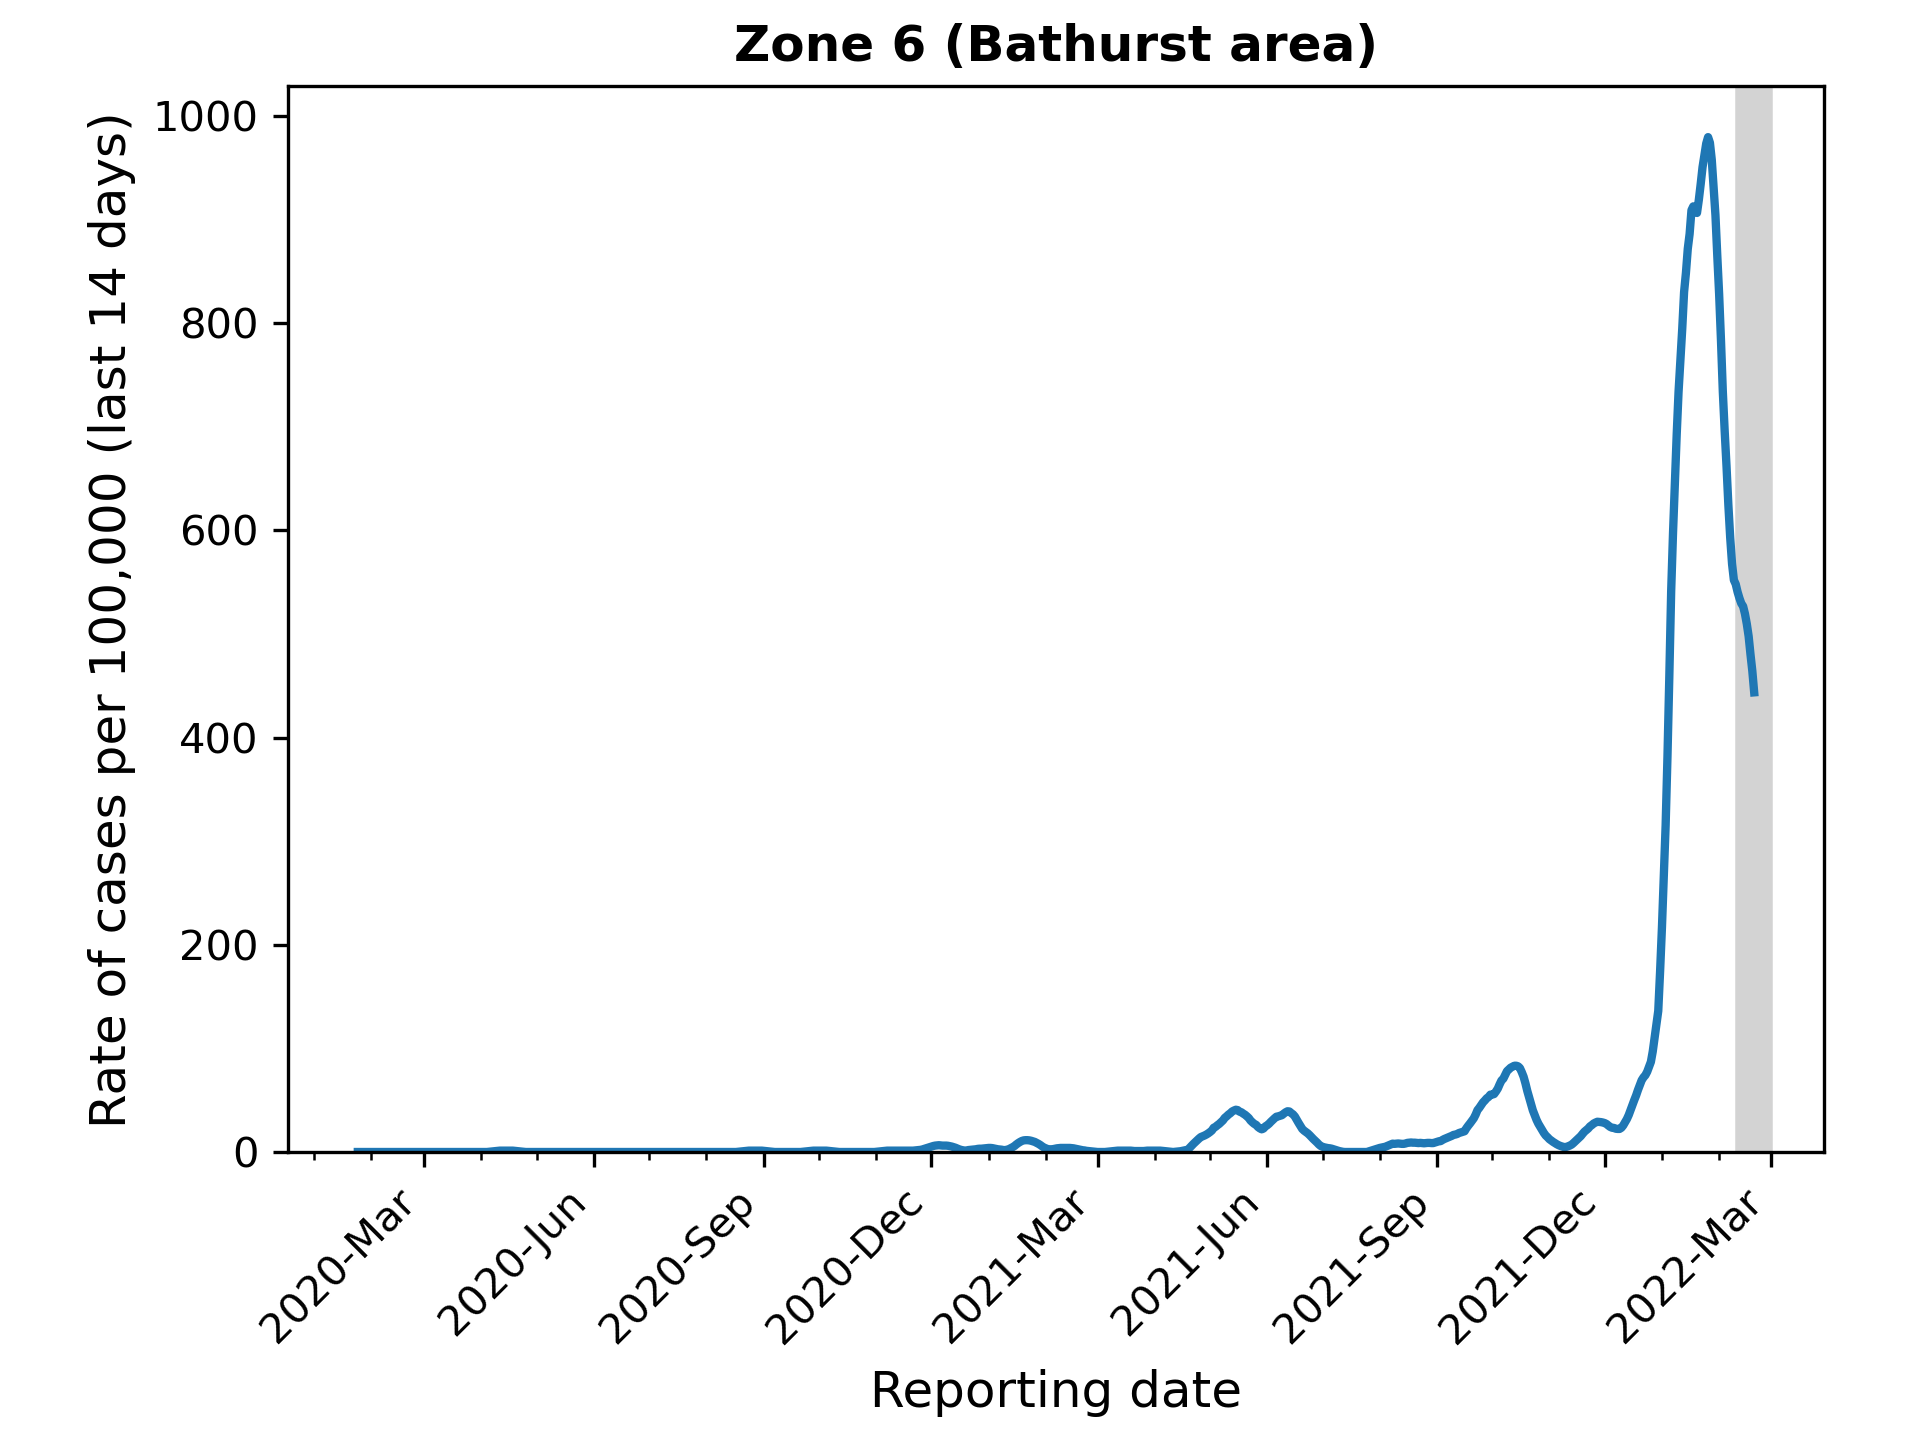 Zone 6 (Bathurst area)
Rate of cases per 100,000 (last 14 days)
1000
800
600
400
200
0
2020-Mar
2020-Jun
2020-Sep
2020-Dec
2021-Mar
2021-Jun
2021-Sep
2021-Dec
2022-Mar
Reporting date